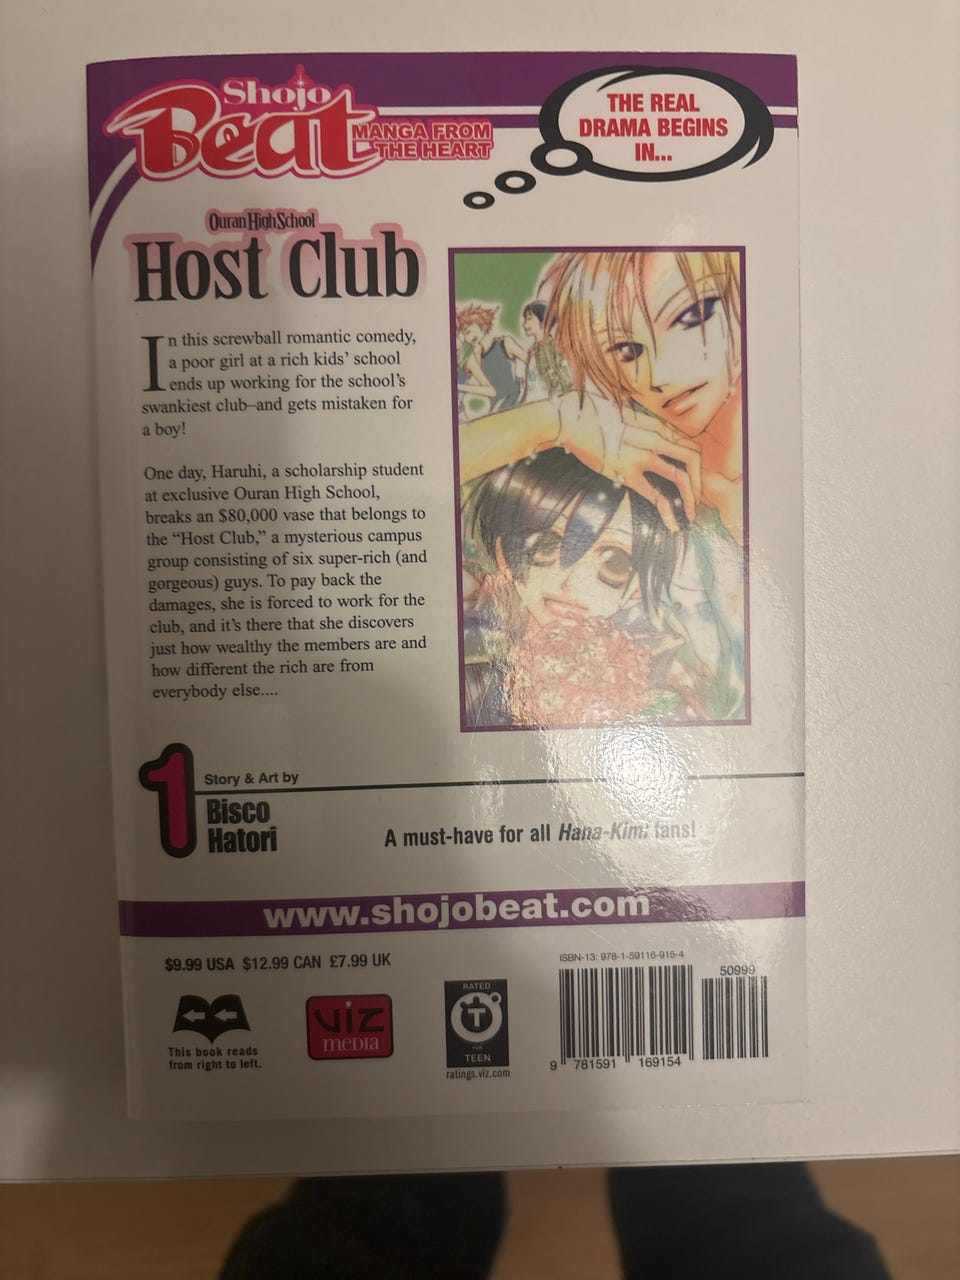 Shojo
Beat
MANGA FROM
THE HEART
THE REAL
DRAMA BEGINS
IN...
Ouran High School
Host Club
In this screwball romantic comedy,
a poor girl at a rich kids' school
ends up working for the school's
swankiest club–and gets mistaken for
a boy!
One day, Haruhi, a scholarship student
at exclusive Ouran High School,
breaks an $80,000 vase that belongs to
the “Host Club,” a mysterious campus
group consisting of six super-rich (and
gorgeous) guys. To pay back the
damages, she is forced to work for the
club, and it's there that she discovers
just how wealthy the members are and
how different the rich are from
everybody else....
1
Story & Art by
Bisco
Hatori
A must-have for all Hana-Kimi fans!
www.shojobeat.com
$9.99 USA $12.99 CAN £7.99 UK
This book reads
from right to left.
VIZ
MEDIA
RATED
T
FOR
TEEN
ratings.viz.com
ISBN-13: 978-1-59116-915-4
50999
9 781591 169154